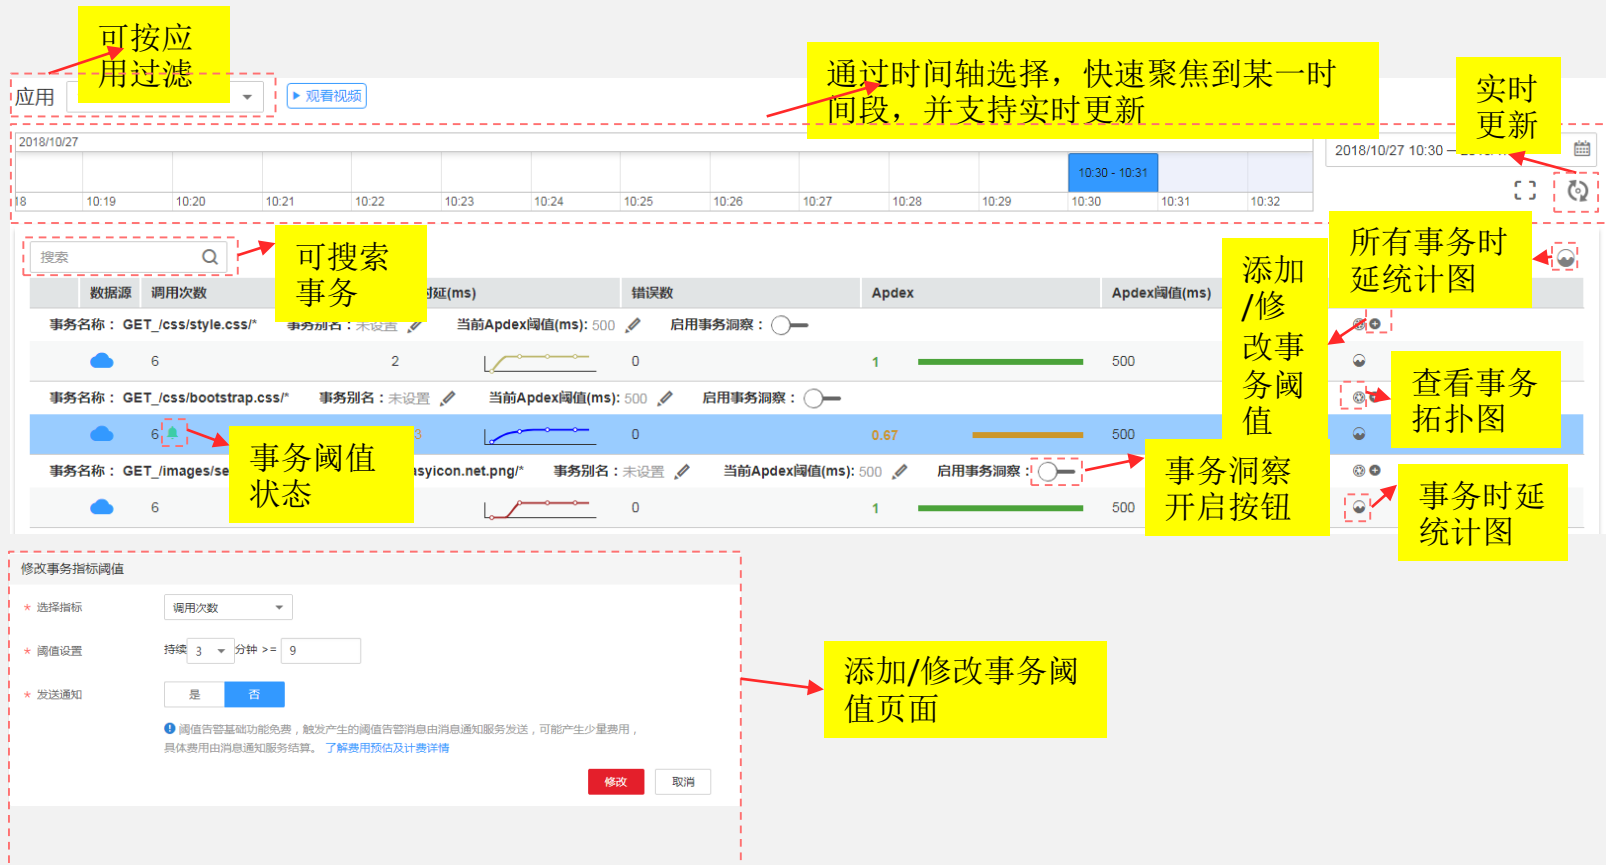 可按应
用过滤
应用
观看视频
通过时间轴选择，快速聚焦到某一时
间段，并支持实时更新
实时
更新
2018/10/27
10:30 - 10:31
2018/10/27 10:30 —
18 10:19 10:20 10:21 10:22 10:23 10:24 10:25 10:26 10:27 10:28 10:29 10:30 10:31 10:32
搜索
可搜索
事务
添加
/修
改事
务阈
值
所有事务时
延统计图
数据源 调用次数 时延(ms) 错误数 Apdex Apdex阈值(ms)
事务名称： GET_/css/style.css/* 事务别名：未设置 当前Apdex阈值(ms): 500 启用事务洞察：
6 2 0 1 500
查看事务
拓扑图
事务名称： GET_/css/bootstrap.css/* 事务别名：未设置 当前Apdex阈值(ms): 500 启用事务洞察：
6 3 0 0.67 500
事务阈值
状态
事务洞察
开启按钮
事务名称： GET_/images/se asyicon.net.png/* 事务别名：未设置 当前Apdex阈值(ms): 500 启用事务洞察：
6 0 1 500
事务时延
统计图
修改事务指标阈值
* 选择指标 调用次数
* 阈值设置 持续 3 分钟 >= 9
* 发送通知 是 否
阈值告警基础功能免费，触发产生的阈值告警消息由消息通知服务发送，可能产生少量费用，
具体费用由消息通知服务结算。 了解费用预估及计费详情
修改 取消
添加/修改事务阈
值页面